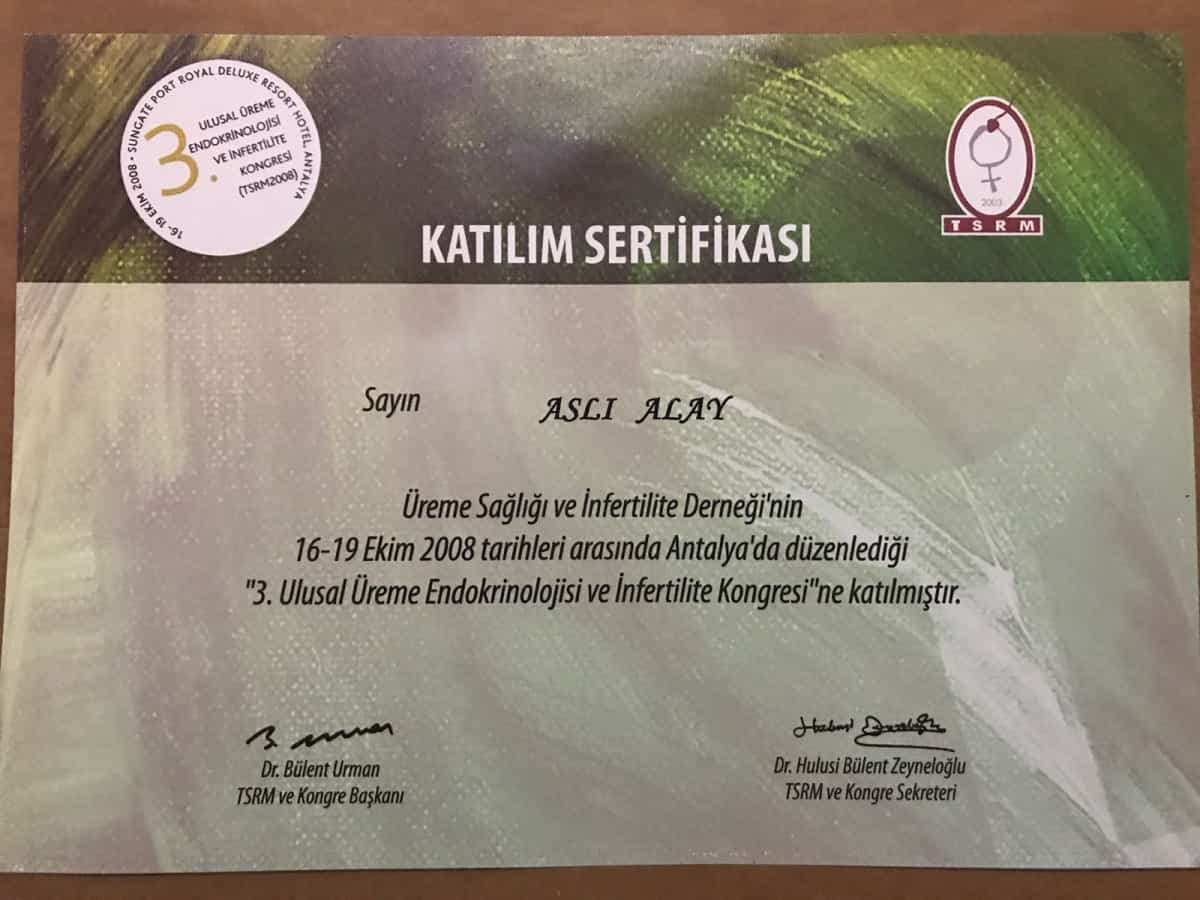 16-19 EKİM 2008 • SUNGATE PORT ROYAL DELUXE RESORT HOTEL, ANTALYA
3.
ULUSAL ÜREME
ENDOKRİNOLOJİSİ
VE İNFERTİLİTE
KONGRESİ
(TSRM2008)
2003
TSRM
KATILIM SERTİFİKASI
Sayın ASLI ALAY
Üreme Sağlığı ve İnfertilite Derneği'nin
16-19 Ekim 2008 tarihleri arasında Antalya'da düzenlediği
"3. Ulusal Üreme Endokrinolojisi ve İnfertilite Kongresi"ne katılmıştır.
Dr. Bülent Urman
TSRM ve Kongre Başkanı
Dr. Hulusi Bülent Zeyneloğlu
TSRM ve Kongre Sekreteri